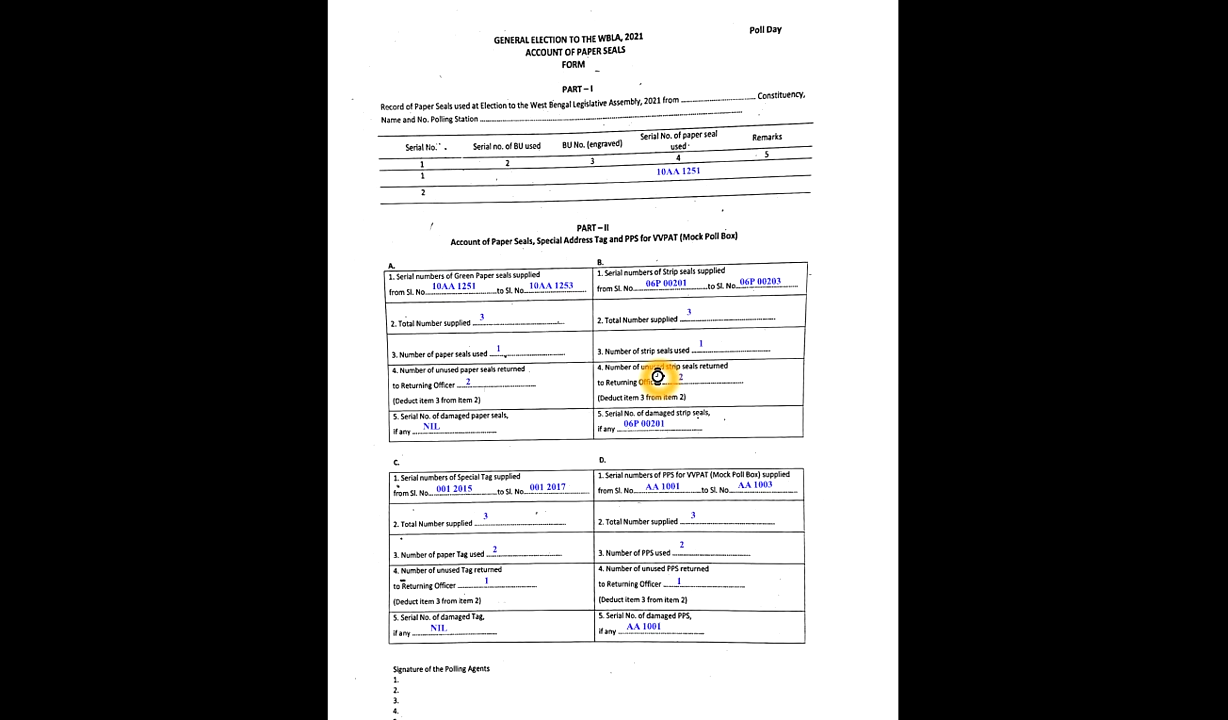 Poll Day
GENERAL ELECTION TO THE WBLA, 2021
ACCOUNT OF PAPER SEALS
FORM
PART – I
Record of Paper Seals used at Election to the West Bengal Legislative Assembly, 2021 from ........................ Constituency,
Name and No. Polling Station ........................
Serial No. Serial no. of BU used BU No. (engraved) Serial No. of paper seal used Remarks
1 2 3 4 5
1 10AA 1251
2
PART – II
Account of Paper Seals, Special Address Tag and PPS for VVPAT (Mock Poll Box)
A.
1. Serial numbers of Green Paper seals supplied
from Sl. No. 10AA 1251 to Sl. No. 10AA 1253
2. Total Number supplied 3
3. Number of paper seals used 1
4. Number of unused paper seals returned
to Returning Officer 2
(Deduct item 3 from item 2)
5. Serial No. of damaged paper seals,
if any NIL
B.
1. Serial numbers of Strip seals supplied
from Sl. No. 06P 00201 to Sl. No. 06P 00203
2. Total Number supplied 3
3. Number of strip seals used 1
4. Number of unused strip seals returned
to Returning Officer 2
(Deduct item 3 from item 2)
5. Serial No. of damaged strip seals,
if any 06P 00201
C.
1. Serial numbers of Special Tag supplied
from Sl. No. 001 2015 to Sl. No. 001 2017
2. Total Number supplied 3
3. Number of paper Tag used 2
4. Number of unused Tag returned
to Returning Officer 1
(Deduct item 3 from item 2)
5. Serial No. of damaged Tag,
if any NIL
D.
1. Serial numbers of PPS for VVPAT (Mock Poll Box) supplied
from Sl. No. AA 1001 to Sl. No. AA 1003
2. Total Number supplied 3
3. Number of PPS used 2
4. Number of unused PPS returned
to Returning Officer 1
(Deduct item 3 from item 2)
5. Serial No. of damaged PPS,
if any AA 1001
Signature of the Polling Agents
1.
2.
3.
4.